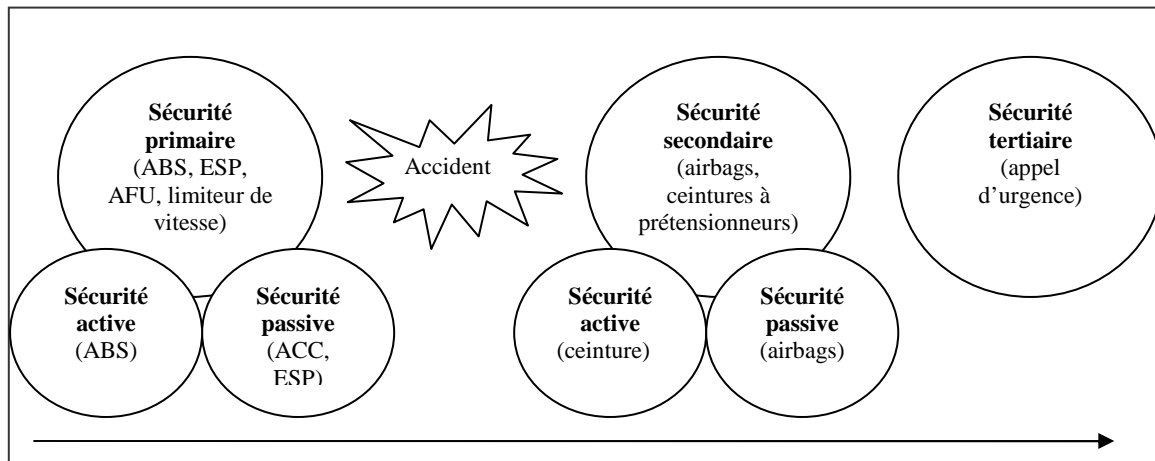 Sécurité
primaire
(ABS, ESP,
AFU, limiteur de
vitesse)
Sécurité
active
(ABS)
Sécurité
passive
(ACC,
ESP)
Accident
Sécurité
secondaire
(airbags,
ceintures à
prétensionneurs)
Sécurité
active
(ceinture)
Sécurité
passive
(airbags)
Sécurité
tertiaire
(appel
d’urgence)